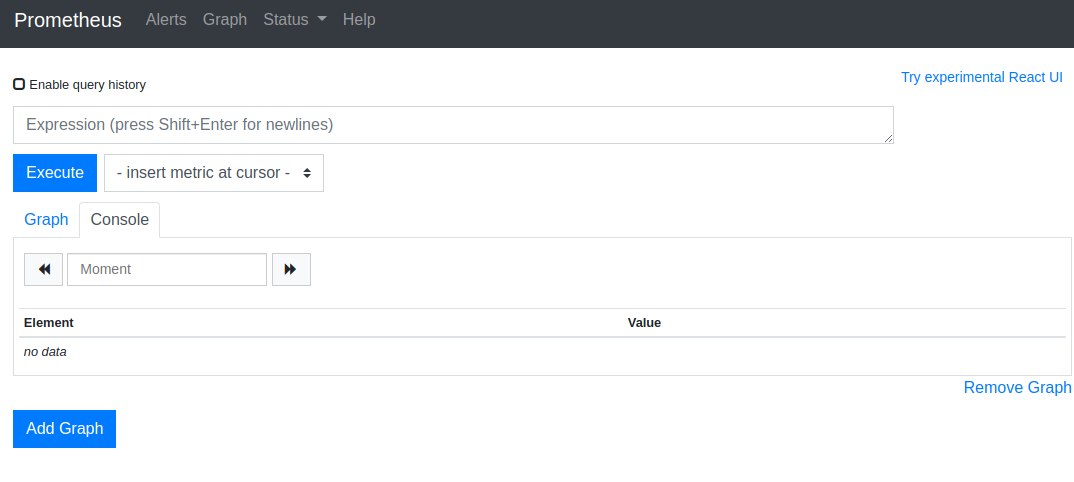 Prometheus Alerts Graph Status Help
Try experimental React UI
Enable query history
Expression (press Shift+Enter for newlines)
Execute - insert metric at cursor -
Graph Console
Moment
Element Value
no data
Remove Graph
Add Graph